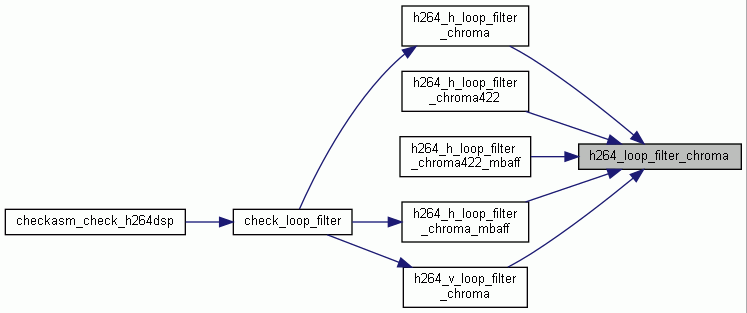 h264_h_loop_filter
_chroma
h264_h_loop_filter
_chroma422
h264_h_loop_filter
_chroma422_mbaff
h264_loop_filter_chroma
h264_h_loop_filter
_chroma_mbaff
checkasm_check_h264dsp
check_loop_filter
h264_v_loop_filter
_chroma